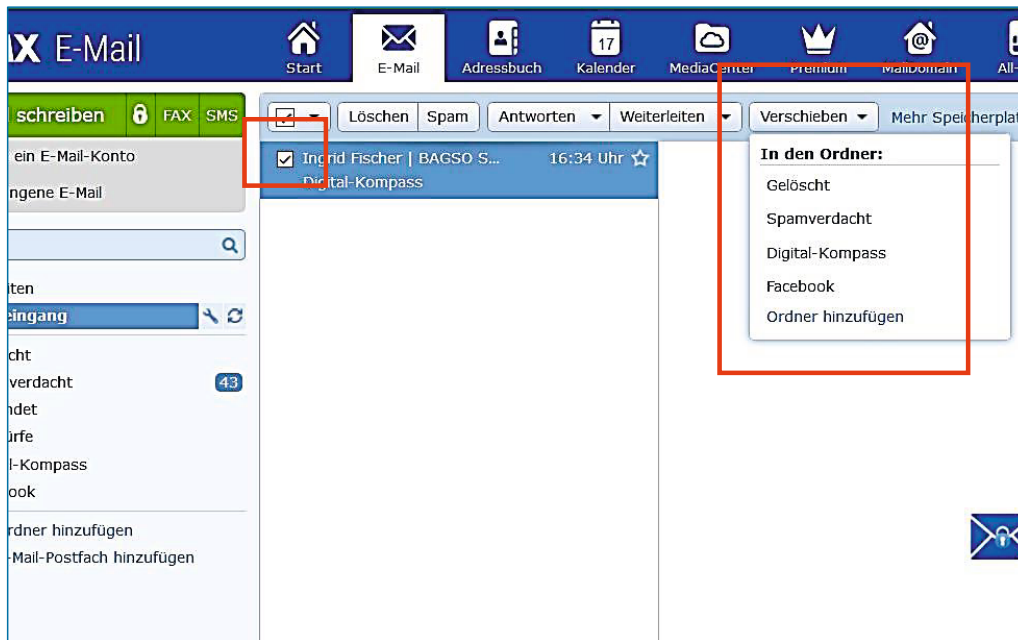 X E-Mail
Start
E-Mail
Adressbuch
17
Kalender
MediaCenter
Premium
MailDomain
All-
schreiben FAX SMS
Löschen Spam Antworten Weiterleiten Verschieben Mehr Speicherplat
ein E-Mail-Konto
ngene E-Mail
Ingrid Fischer | BAGSO S... 16:34 Uhr
Digital-Kompass
In den Ordner:
Gelöscht
Spamverdacht
Digital-Kompass
Facebook
Ordner hinzufügen
iten
eingang
cht
verdacht 43
ndet
ürfe
l-Kompass
ook
rdner hinzufügen
-Mail-Postfach hinzufügen